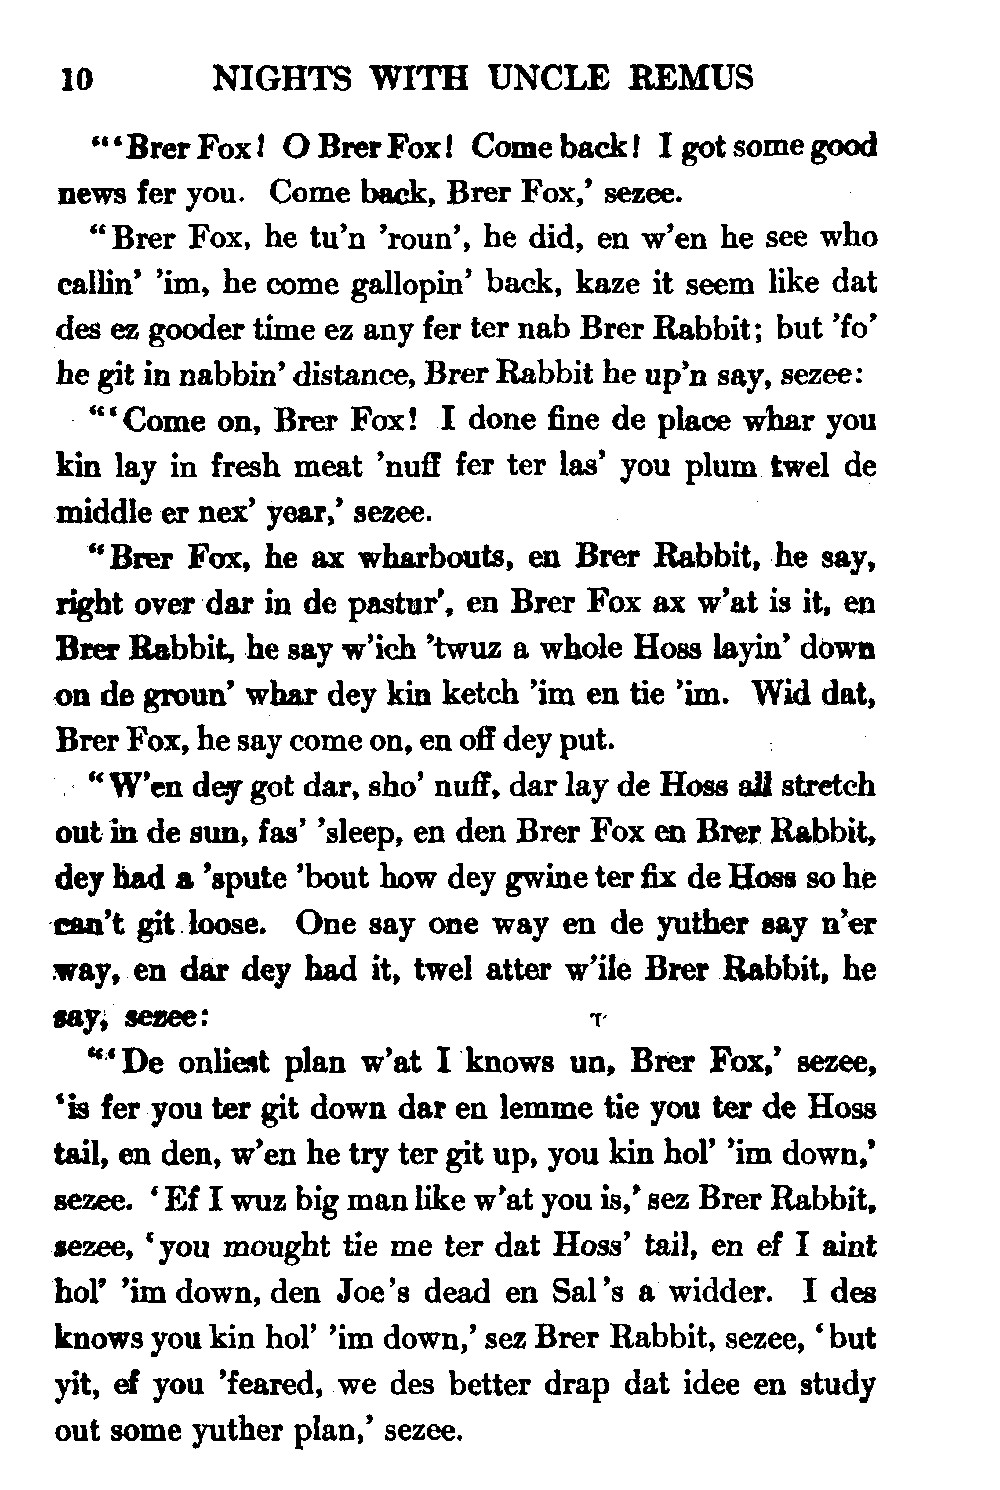 10 NIGHTS WITH UNCLE REMUS
"'Brer Fox! O Brer Fox! Come back! I got some good
news fer you. Come back, Brer Fox,' sezee.
"Brer Fox, he tu'n 'roun', he did, en w'en he see who
callin' 'im, he come gallopin' back, kaze it seem like dat
des ez gooder time ez any fer ter nab Brer Rabbit; but 'fo'
he git in nabbin' distance, Brer Rabbit he up'n say, sezee:
"'Come on, Brer Fox! I done fine de place whar you
kin lay in fresh meat 'nuff fer ter las' you plum twel de
middle er nex' year,' sezee.
"Brer Fox, he ax wharbouts, en Brer Rabbit, he say,
right over dar in de pastur', en Brer Fox ax w'at is it, en
Brer Rabbit, he say w'ich 'twuz a whole Hoss layin' down
on de groun' whar dey kin ketch 'im en tie 'im. Wid dat,
Brer Fox, he say come on, en off dey put.
"W'en dey got dar, sho' nuff, dar lay de Hoss all stretch
out in de sun, fas' 'sleep, en den Brer Fox en Brer Rabbit,
dey had a 'spute 'bout how dey gwine ter fix de Hoss so he
can't git loose. One say one way en de yuther say n'er
way, en dar dey had it, twel atter w'ile Brer Rabbit, he
say, sezee:
"'De onliest plan w'at I knows un, Brer Fox,' sezee,
'is fer you ter git down dar en lemme tie you ter de Hoss
tail, en den, w'en he try ter git up, you kin hol' 'im down,'
sezee. 'Ef I wuz big man like w'at you is,' sez Brer Rabbit,
sezee, 'you mought tie me ter dat Hoss' tail, en ef I aint
hol' 'im down, den Joe's dead en Sal's a widder. I des
knows you kin hol' 'im down,' sez Brer Rabbit, sezee, 'but
yit, ef you 'feared, we des better drap dat idee en study
out some yuther plan,' sezee.